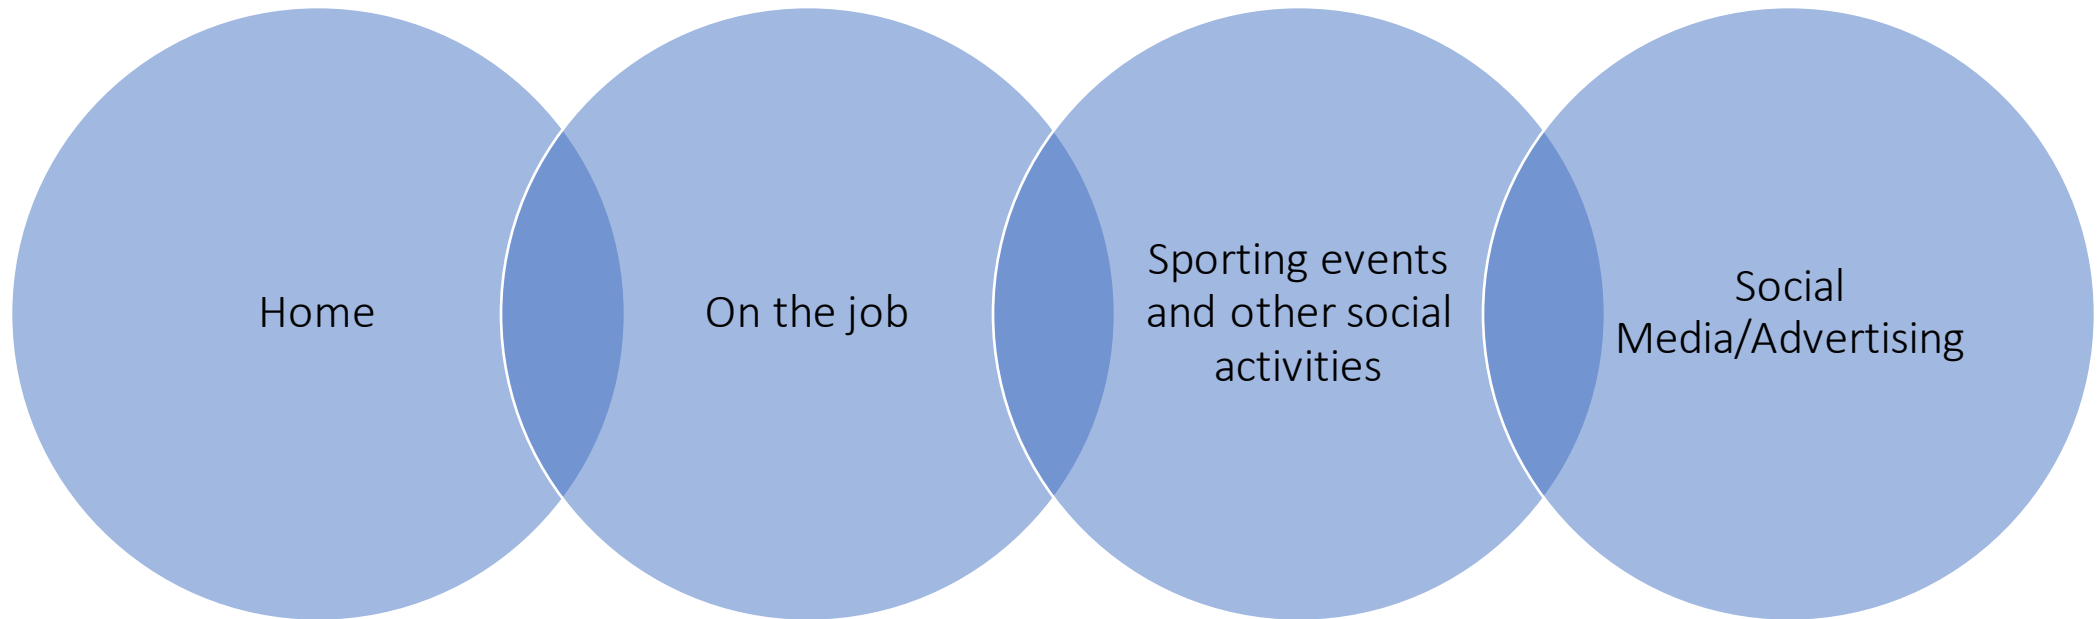 Home
On the job
Sporting events
and other social
activities
Social
Media/Advertising